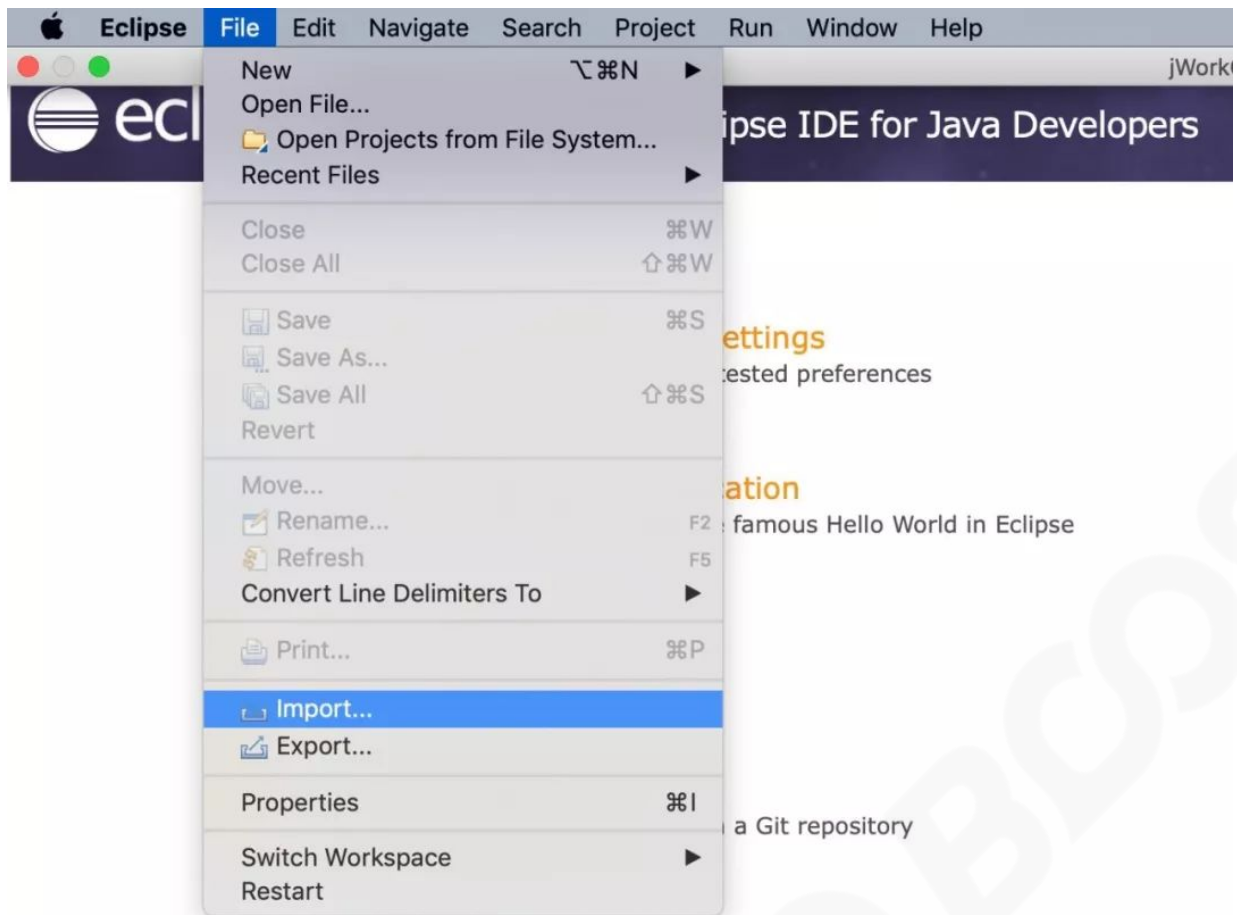 Eclipse File Edit Navigate Search Project Run Window Help
jWork
New ⌥⌘N ▶
ecl
ipse IDE for Java Developers
Open File...
Open Projects from File System...
Recent Files ▶
Close ⌘W
Close All ⇧⌘W
Save ⌘S
ettings
Save As...
tested preferences
Save All ⇧⌘S
Revert
Move...
ation
Rename... F2
famous Hello World in Eclipse
Refresh F5
Convert Line Delimiters To ▶
Print... ⌘P
Import...
Export...
Properties ⌘I
a Git repository
Switch Workspace ▶
Restart